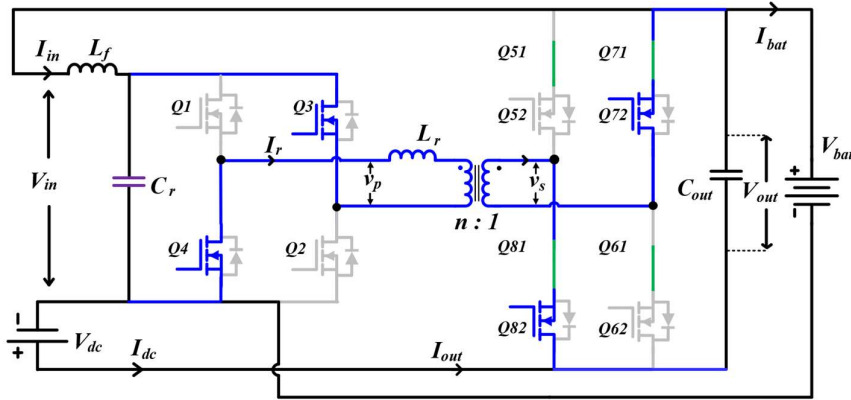 Q51
Q71
I_in
L_f
I_bat
Q1
Q3
Q52
Q72
I_r
L_r
V_bat
V_in
C_r
v_p
v_s
C_out
V_out
n : 1
Q4
Q2
Q81
Q61
Q82
Q62
V_dc
I_dc
I_out